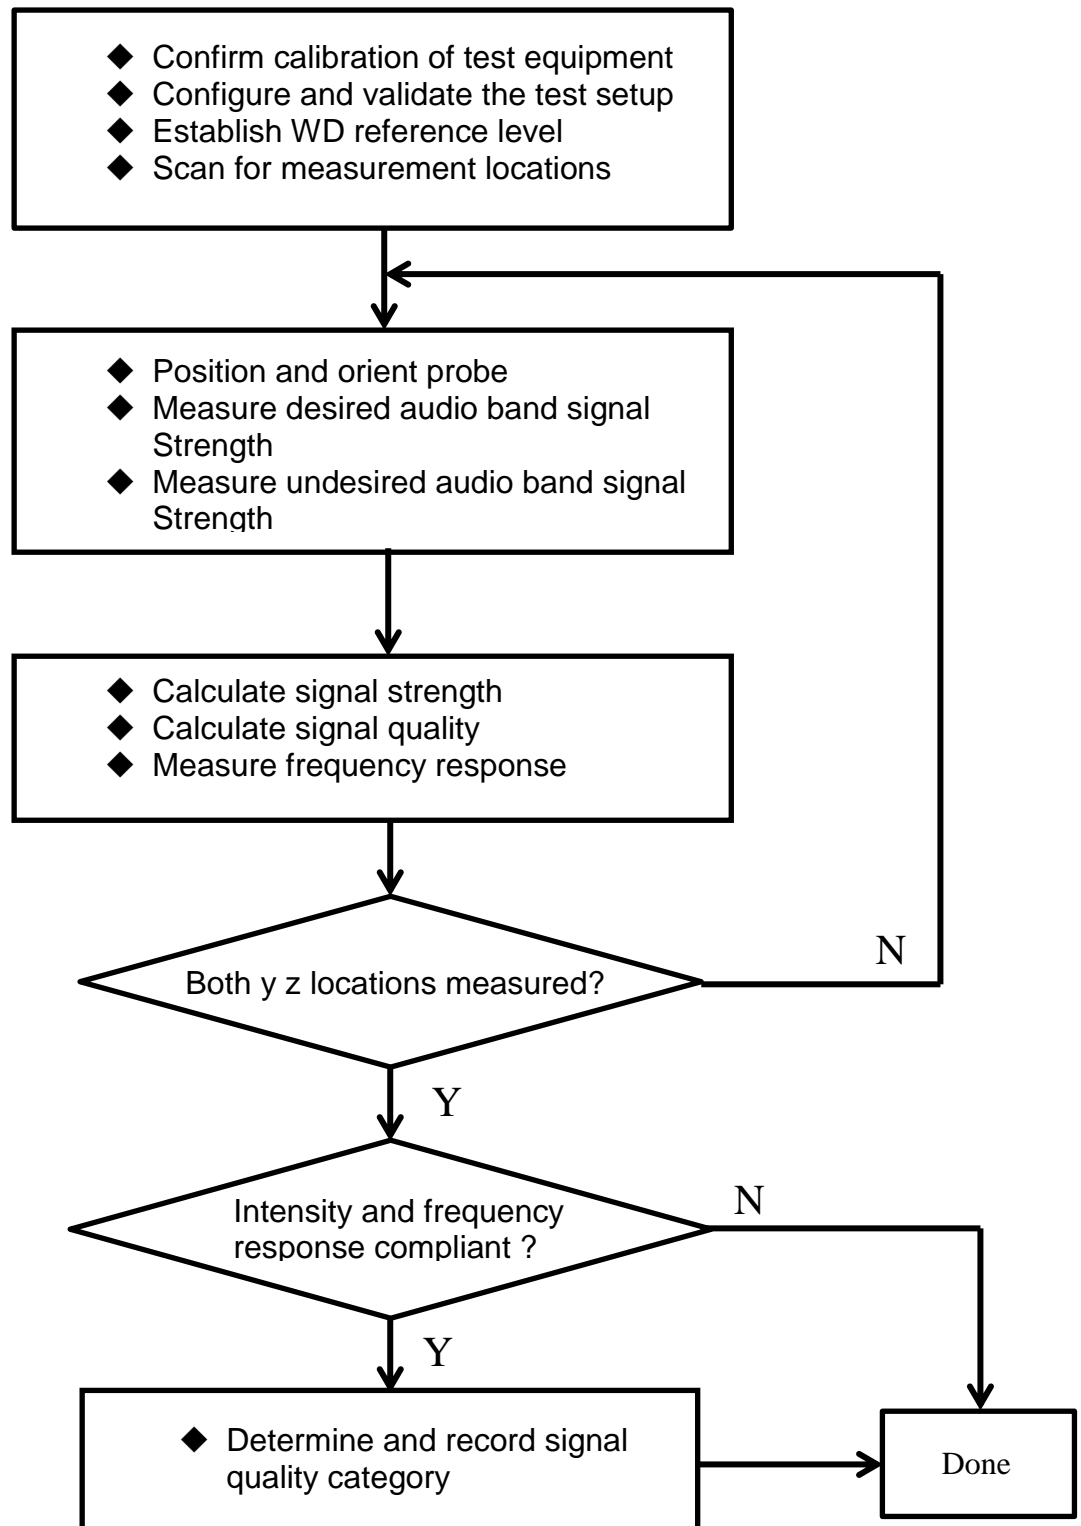 ◆ Confirm calibration of test equipment
◆ Configure and validate the test setup
◆ Establish WD reference level
◆ Scan for measurement locations
◆ Position and orient probe
◆ Measure desired audio band signal
Strength
◆ Measure undesired audio band signal
Strength
◆ Calculate signal strength
◆ Calculate signal quality
◆ Measure frequency response
Both y z locations measured?
N
Y
Intensity and frequency
response compliant ?
N
Y
◆ Determine and record signal
quality category
Done